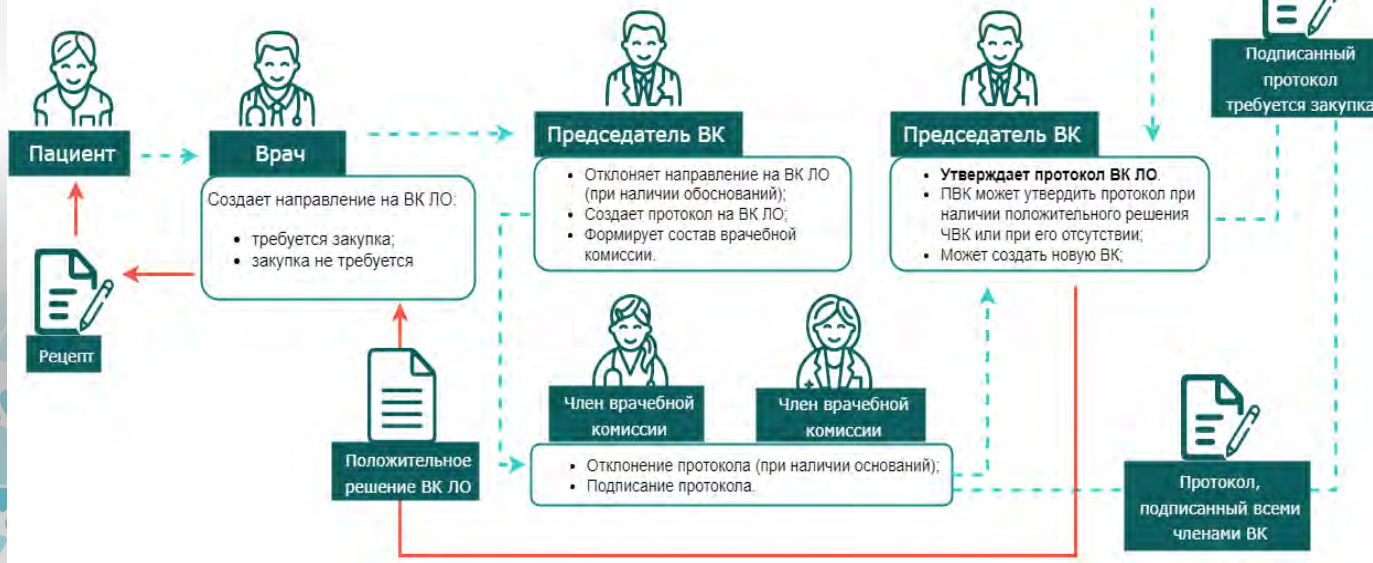 Подписанный
протокол
требуется закупка
Пациент
Врач
Создает направление на ВК ЛО:
• требуется закупка;
• закупка не требуется
Рецепт
Председатель ВК
• Отклоняет направление на ВК ЛО
(при наличии обоснований);
• Создает протокол на ВК ЛО;
• Формирует состав врачебной
комиссии.
Председатель ВК
• Утверждает протокол ВК ЛО.
• ПВК может утвердить протокол при
наличии положительного решения
ЧВК или при его отсутствии;
• Может создать новую ВК;
Член врачебной
комиссии
Член врачебной
комиссии
• Отклонение протокола (при наличии оснований);
• Подписание протокола.
Положительное
решение ВК ЛО
Протокол,
подписанный всеми
членами ВК